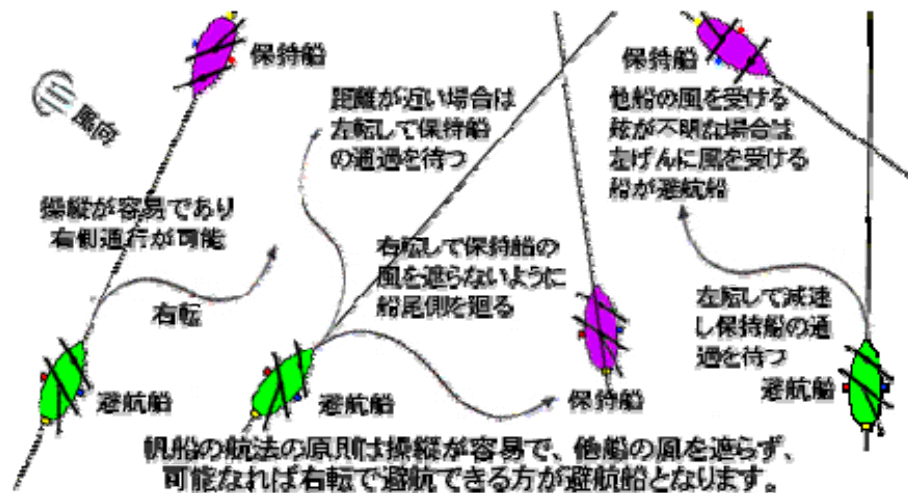 保持船
風向
操縦が容易であり
右側通行が可能
右転
避航船
距離が近い場合は
左転して保持船
の通過を待つ
右転して保持船の
風を遮らないように
船尾側を廻る
避航船
保持船
保持船
他船の風を受ける
舷が不明な場合は
左げんに風を受ける
船が避航船
左転して減速
し保持船の通
過を待つ
避航船
帆船の航法の原則は操縦が容易で、他船の風を遮らず、
可能なれば右転で避航できる方が避航船となります。